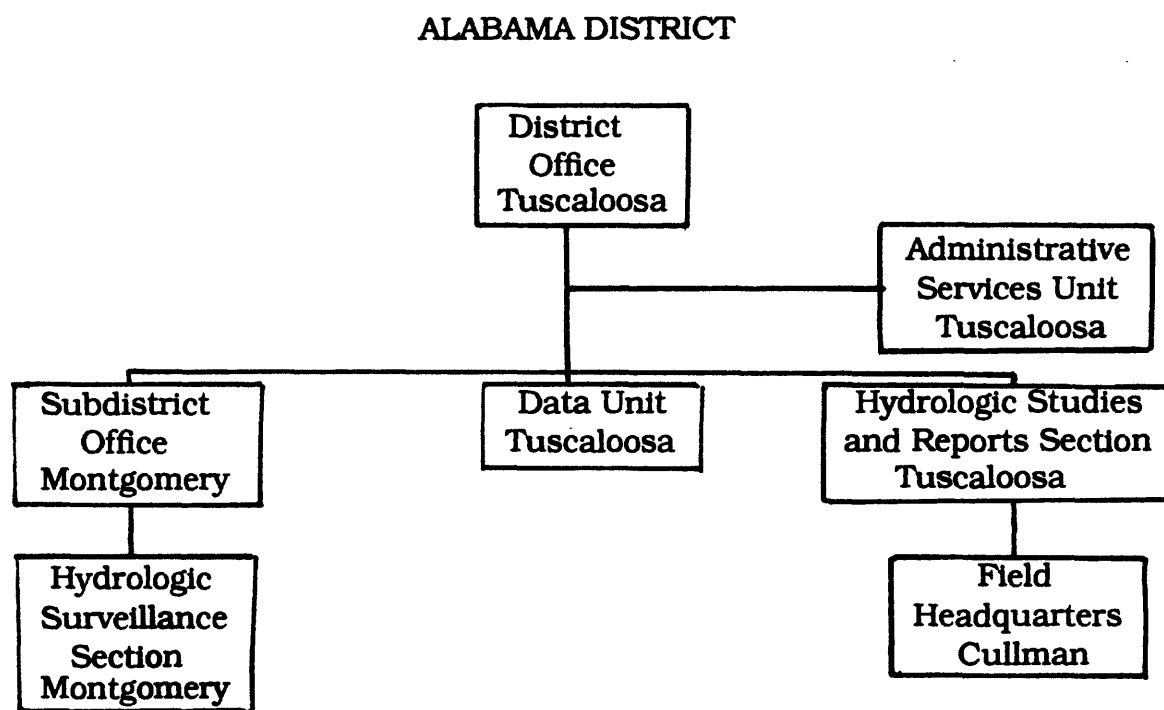 ALABAMA DISTRICT
District
Office
Tuscaloosa
Administrative
Services Unit
Tuscaloosa
Subdistrict
Office
Montgomery
Data Unit
Tuscaloosa
Hydrologic Studies
and Reports Section
Tuscaloosa
Hydrologic
Surveillance
Section
Montgomery
Field
Headquarters
Cullman